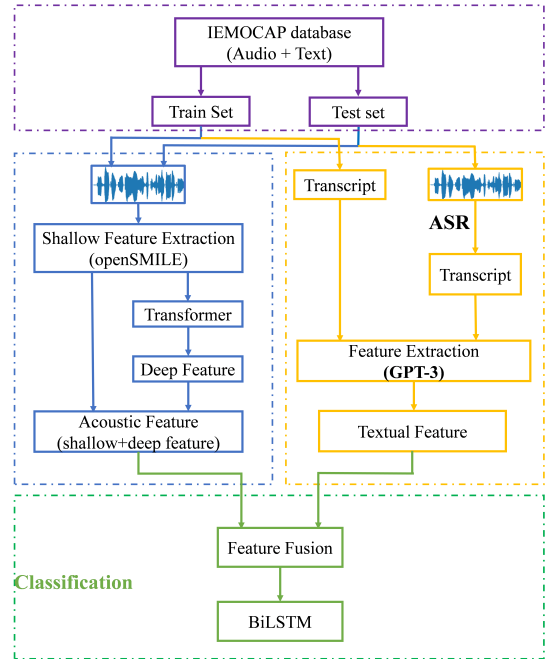 IEMOCAP database
(Audio + Text)
Train Set
Test set
Shallow Feature Extraction
(openSMILE)
Transformer
Deep Feature
Acoustic Feature
(shallow+deep feature)
Transcript
ASR
Transcript
Feature Extraction
(GPT-3)
Textual Feature
Feature Fusion
Classification
BiLSTM